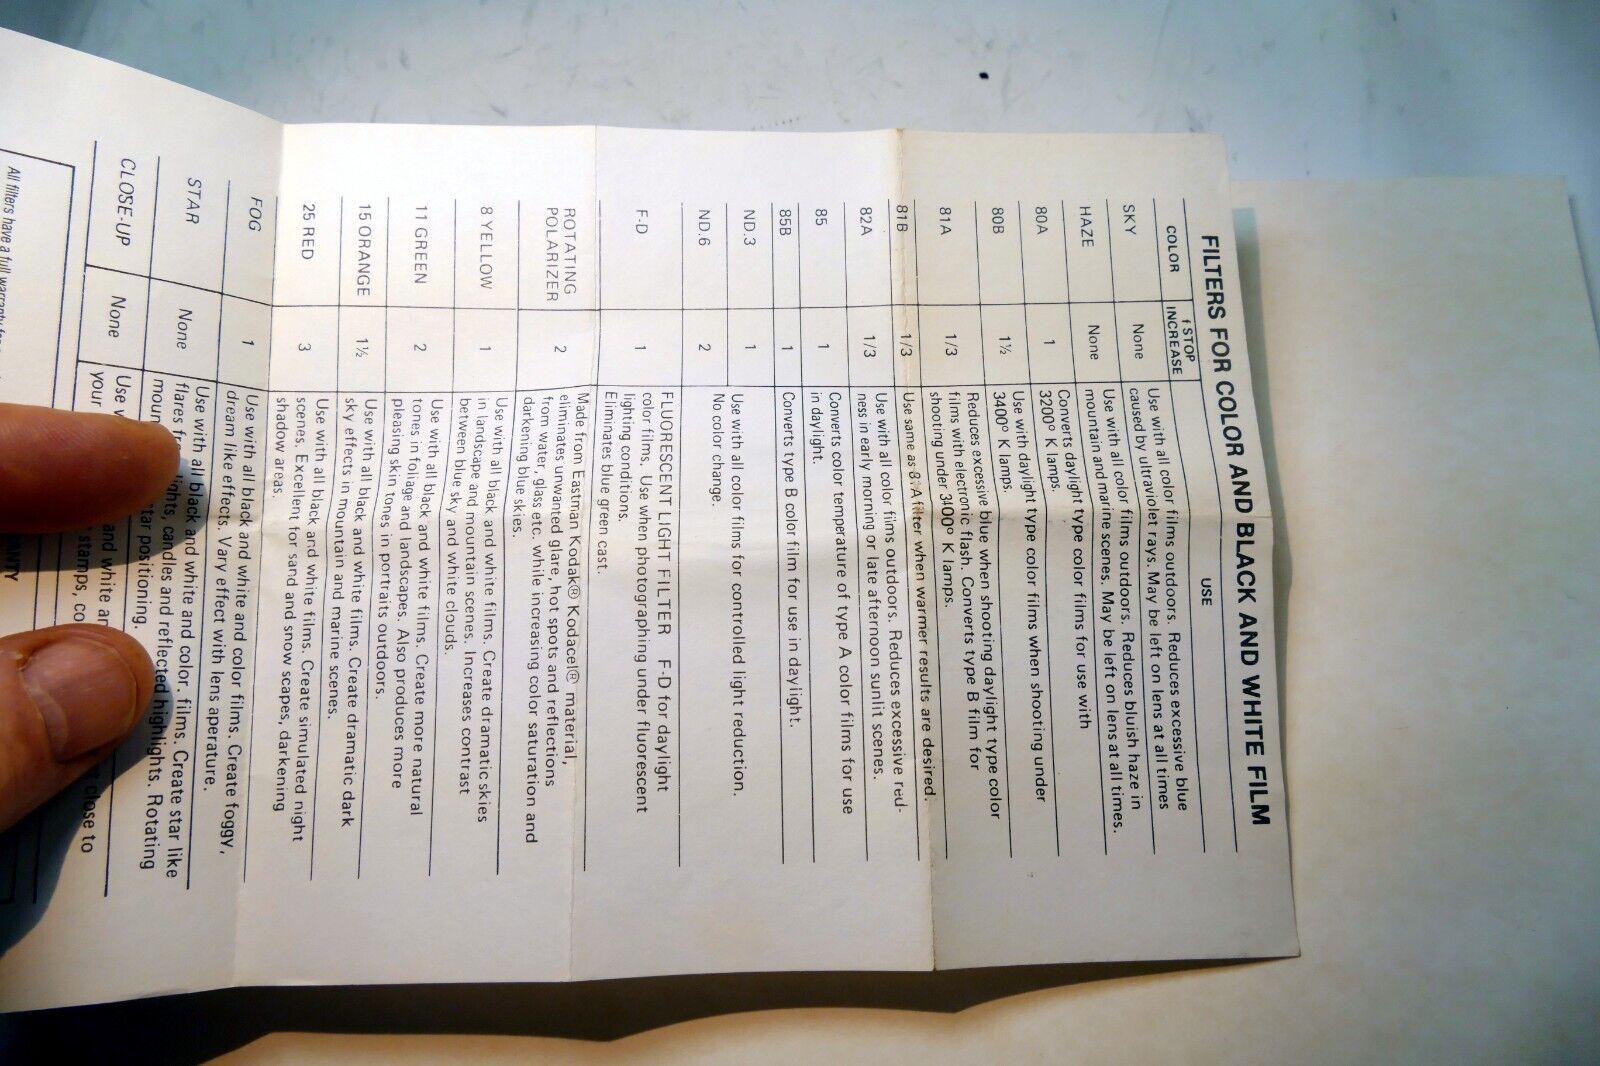 FILTERS FOR COLOR AND BLACK AND WHITE FILM
COLOR f STOP INCREASE USE
SKY None Use with all color films outdoors. Reduces excessive blue
caused by ultraviolet rays. May be left on lens at all times
HAZE None Use with all color films outdoors. Reduces bluish haze in
mountain and marine scenes. May be left on lens at all times.
80A 1 Converts daylight type color films for use with
3200° K lamps.
80B 1½ Use with daylight type color films when shooting under
3400° K lamps.
81A 1/3 Reduces excessive blue when shooting daylight type color
films with electronic flash. Converts type B film for
shooting under 3400° K lamps.
81B 1/3 Use same as filter when warmer results are desired.
82A 1/3 Use with all color films outdoors. Reduces excessive red-
ness in early morning or late afternoon sunlit scenes.
85 1 Converts color temperature of type A color films for use
in daylight.
85B 1 Converts type B color film for use in daylight.
ND.3 1 Use with all color films for controlled light reduction.
ND.6 2 No color change.
F-D 1 FLUORESCENT LIGHT FILTER F-D for daylight
color films. Use when photographing under fluorescent
lighting conditions.
Eliminates blue green cast.
ROTATING
POLARIZER 2 Made from Eastman Kodak® Kodacel® material,
eliminates unwanted glare, hot spots and reflections
from water, glass etc. while increasing color saturation and
darkening blue skies.
8 YELLOW 1 Use with all black and white films. Create dramatic skies
in landscape and mountain scenes. Increases contrast
between blue sky and white clouds.
11 GREEN 2 Use with all black and white films. Create more natural
tones in foliage and landscapes. Also produces more
pleasing skin tones in portraits outdoors.
15 ORANGE 1½ Use with all black and white films. Create dramatic dark
sky effects in mountain and marine scenes.
25 RED 3 Use with all black and white films. Create simulated night
scenes. Excellent for sand and snow scapes, darkening
shadow areas.
FOG 1 Use with all black and white and color films. Create foggy,
dream like effects. Vary effect with lens aperature.
STAR None Use with all black and white and color. films. Create star like
flares lights, candles and reflected highlights. Rotating
star positioning.
CLOSE-UP None Use and white
your stamps, close to
All filters have a full warranty